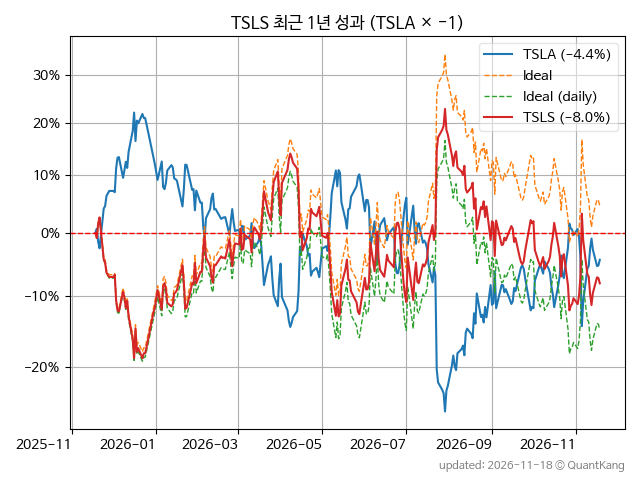 TSLS 최근 1년 성과 (TSLA × −1)
TSLA (−4.4%)
Ideal
Ideal (daily)
TSLS (−8.0%)
30%
20%
10%
0%
−10%
−20%
2025-11
2026-01
2026-03
2026-05
2026-07
2026-09
2026-11
updated: 2026-11-18 © QuantKang